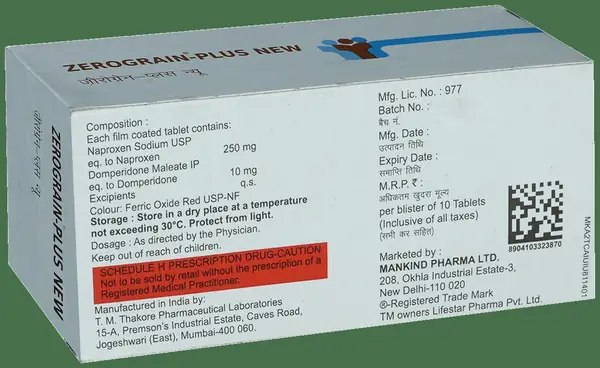 ZEROGRAIN®-PLUS NEW
जीरोग्रेन-प्लस न्यू
ZEROGRAIN-PLUS NEW
जीरोग्रेन-प्लस न्यू
Composition :
Each film coated tablet contains:
Naproxen Sodium USP
eq. to Naproxen 250 mg
Domperidone Maleate IP
eq. to Domperidone 10 mg
Excipients q.s.
Colour: Ferric Oxide Red USP-NF
Storage : Store in a dry place at a temperature
not exceeding 30°C. Protect from light.
Dosage : As directed by the Physician.
Keep out of reach of children.
SCHEDULE H PRESCRIPTION DRUG-CAUTION
Not to be sold by retail without the prescription of a
Registered Medical Practitioner.
Manufactured in India by:
T. M. Thakore Pharmaceutical Laboratories
15-A, Premson's Industrial Estate, Caves Road,
Jogeshwari (East), Mumbai-400 060.
Mfg. Lic. No. : 977
Batch No. :
बैच नं.
Mfg. Date :
उत्पादन तिथि
Expiry Date :
समाप्ति तिथि
M.R.P. ₹ :
अधिकतम खुदरा मूल्य
per blister of 10 Tablets
(Inclusive of all taxes)
(सभी कर सहित)
8904103323870
Marketed by :
MANKIND PHARMA LTD.
208, Okhla Industrial Estate-3,
New Delhi-110 020
®-Registered Trade Mark
TM owners Lifestar Pharma Pvt. Ltd.